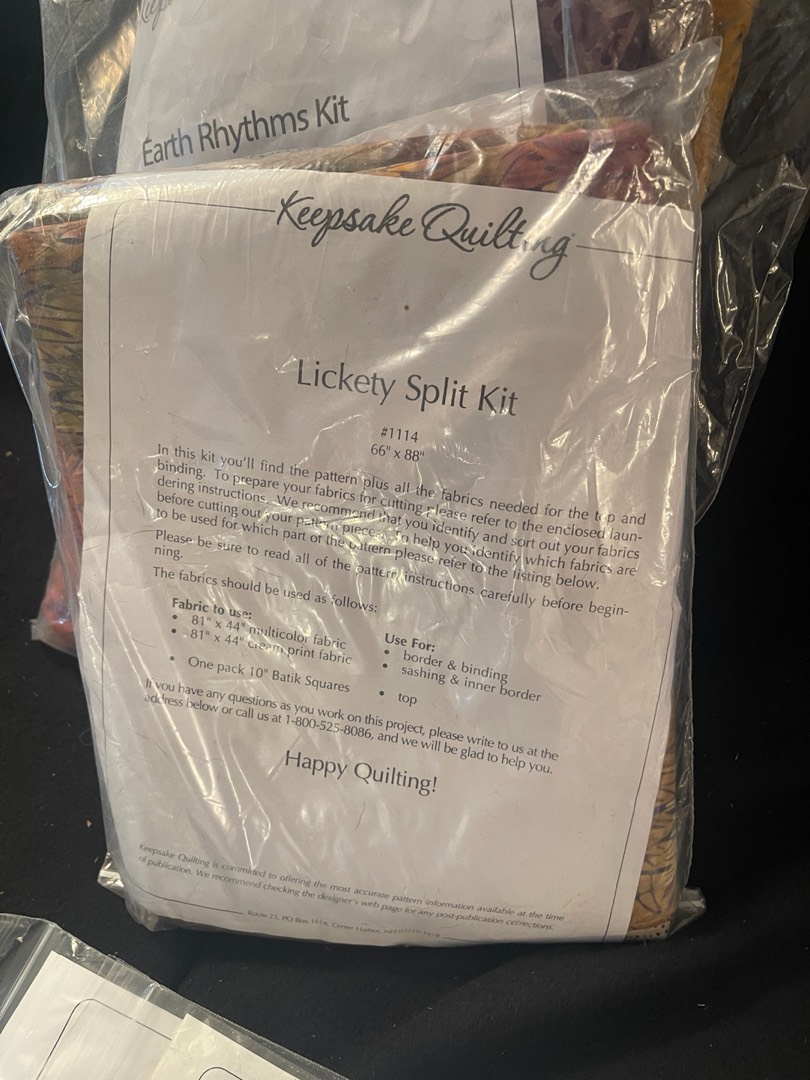 Earth Rhythms Kit
Keepsake Quilting
Lickety Split Kit
#1114
66" x 88"
In this kit you'll find the pattern plus all the fabrics needed for the top and
binding. To prepare your fabrics for cutting please refer to the enclosed laun-
dering instructions. We recommend that you identify and sort out your fabrics
before cutting out your pattern pieces. To help you identify which fabrics are
to be used for which part of the pattern please refer to the listing below.
Please be sure to read all of the pattern instructions carefully before begin-
ning.
The fabrics should be used as follows:
Fabric to use: Use For:
• 81" x 44" multicolor fabric • border & binding
• 81" x 44" cream print fabric • sashing & inner border
• One pack 10" Batik Squares • top
If you have any questions as you work on this project, please write to us at the
address below or call us at 1-800-525-8086, and we will be glad to help you.
Happy Quilting!
Keepsake Quilting is committed to offering the most accurate pattern information available at the time
of publication. We recommend checking the designer's web page for any post-publication corrections.
Route 25, PO Box Center Harbor,